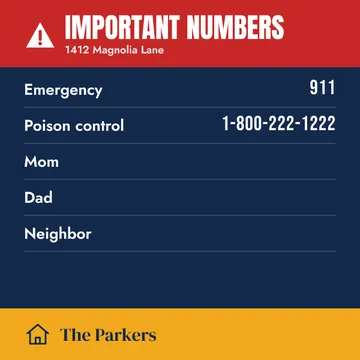 IMPORTANT NUMBERS
1412 Magnolia Lane
Emergency 911
Poison control 1-800-222-1222
Mom
Dad
Neighbor
The Parkers